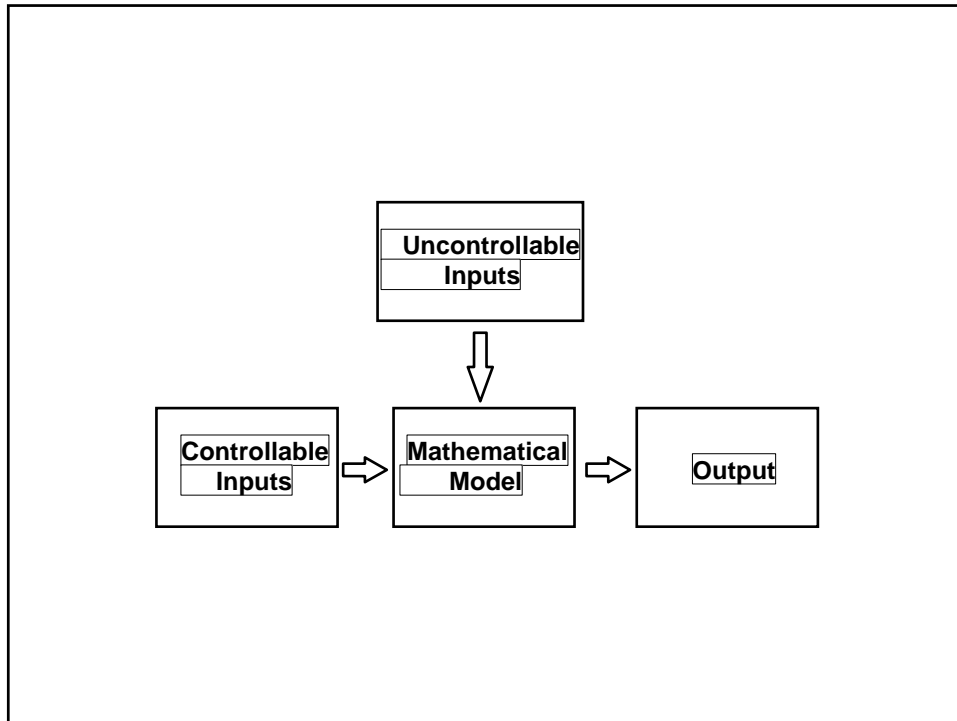 Uncontrollable
Inputs
Controllable
Inputs
Mathematical
Model
Output